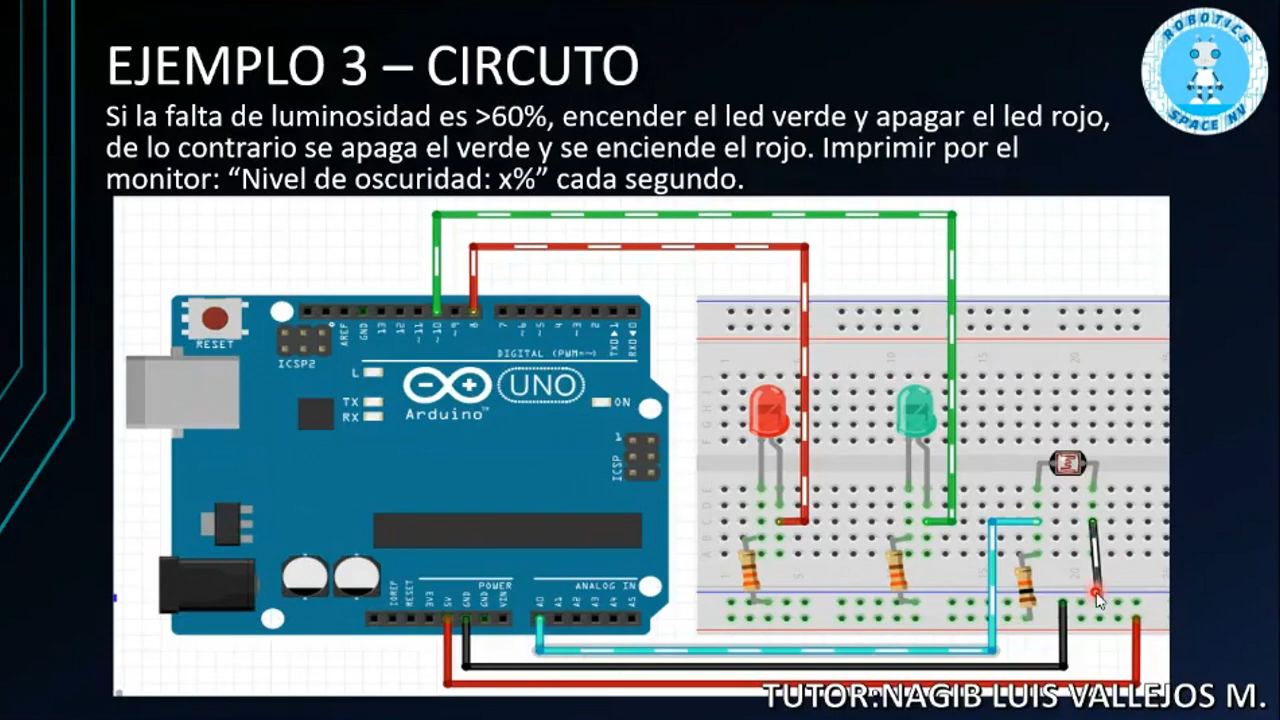 EJEMPLO 3 – CIRCUTO
ROBOTICS
SPACE NV
Si la falta de luminosidad es >60%, encender el led verde y apagar el led rojo,
de lo contrario se apaga el verde y se enciende el rojo. Imprimir por el
monitor: “Nivel de oscuridad: x%” cada segundo.
RESET
ICSP2
AREF
GND
13
12
~11
~10
~9
8
7
~6
~5
4
~3
2
TXD▶1
RXD◀0
DIGITAL (PWM=~)
L
TX
RX
UNO
Arduino™
ON
ICSP
IOREF
RESET
3V3
5V
GND
GND
VIN
POWER
ANALOG IN
A0
A1
A2
A3
A4
A5
TUTOR:NAGIB LUIS VALLEJOS M.